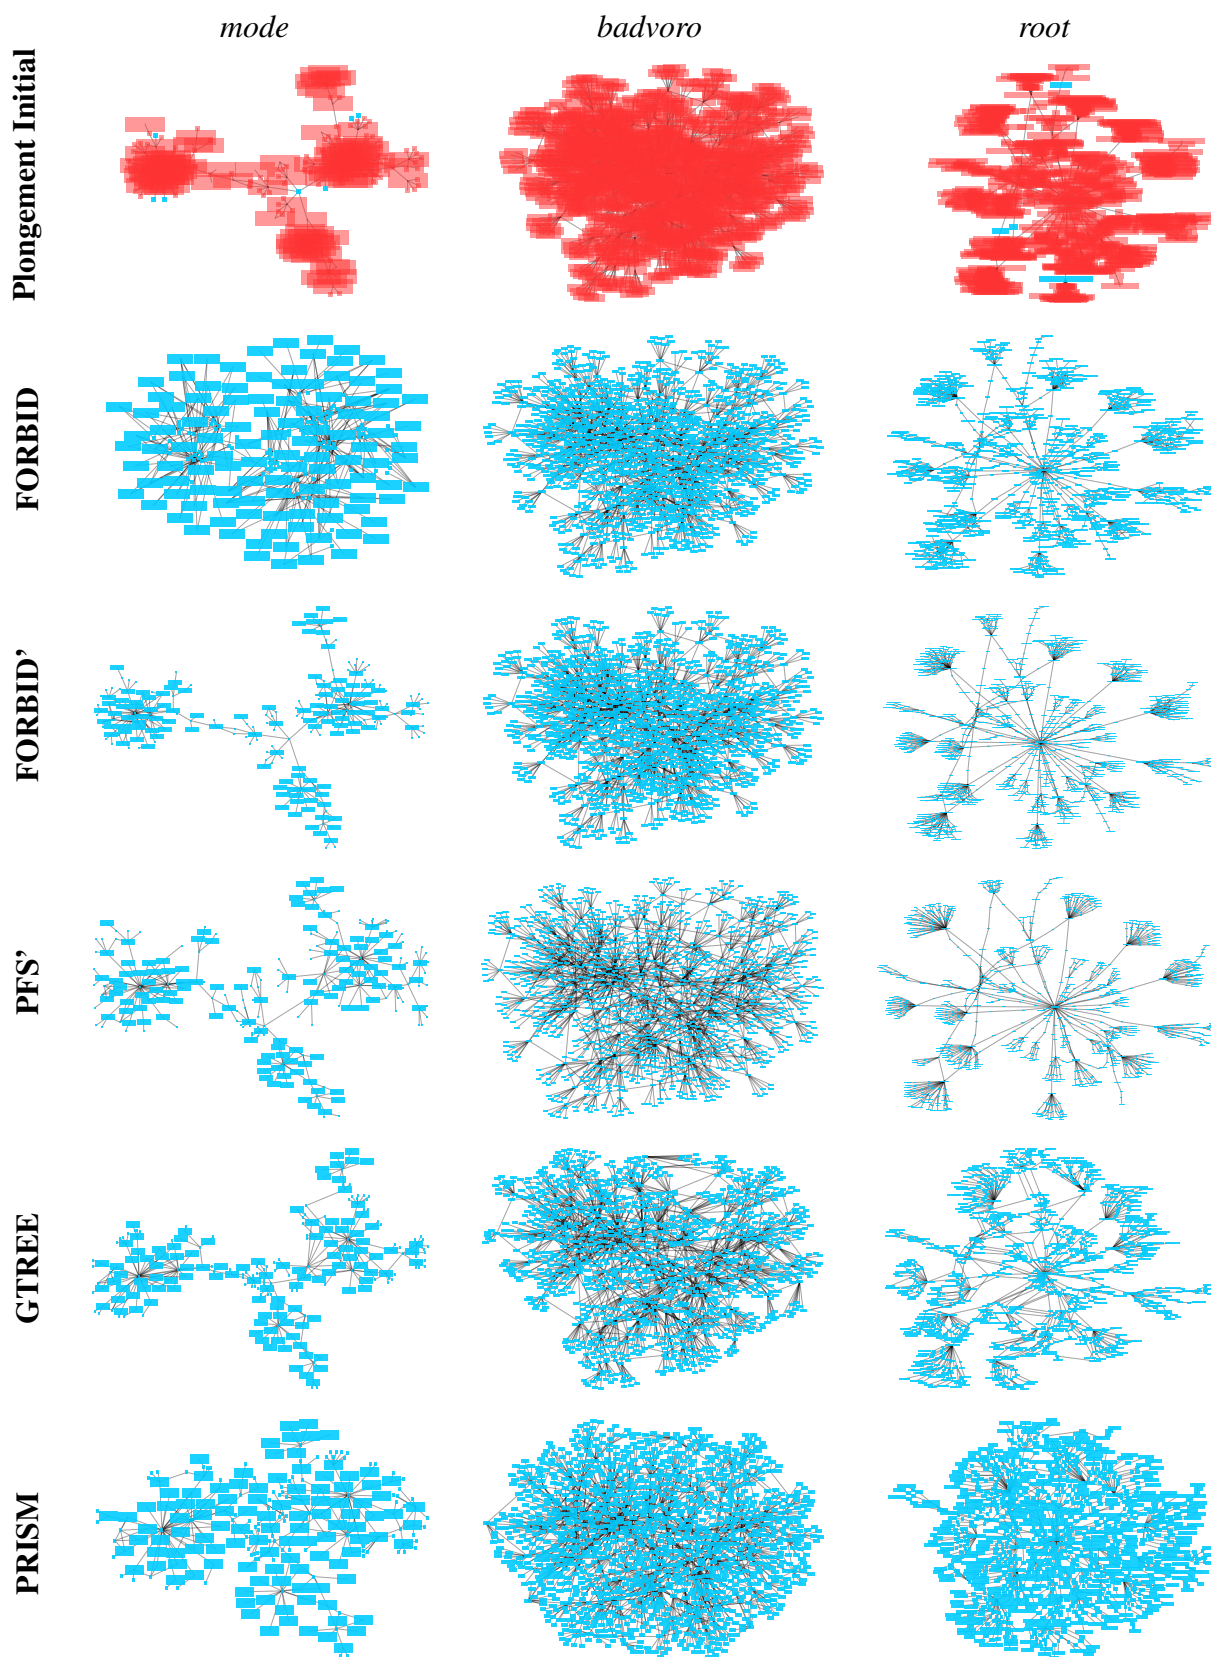 mode badvoro root
Plongement Initial
FORBID
FORBID’
PFS’
GTREE
PRISM